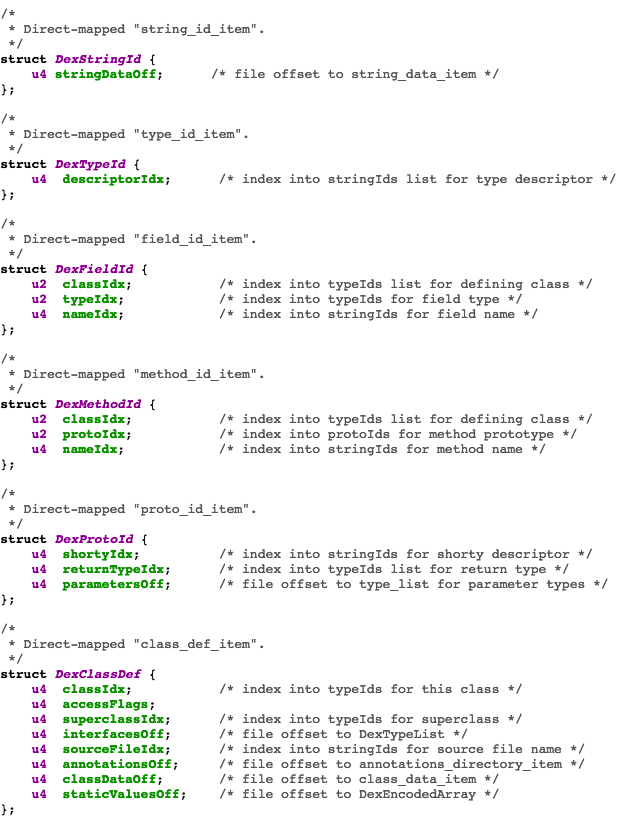 /*
 * Direct-mapped "string_id_item".
 */
struct DexStringId {
    u4 stringDataOff;      /* file offset to string_data_item */
};

/*
 * Direct-mapped "type_id_item".
 */
struct DexTypeId {
    u4  descriptorIdx;      /* index into stringIds list for type descriptor */
};

/*
 * Direct-mapped "field_id_item".
 */
struct DexFieldId {
    u2  classIdx;           /* index into typeIds list for defining class */
    u2  typeIdx;            /* index into typeIds for field type */
    u4  nameIdx;            /* index into stringIds for field name */
};

/*
 * Direct-mapped "method_id_item".
 */
struct DexMethodId {
    u2  classIdx;           /* index into typeIds list for defining class */
    u2  protoIdx;           /* index into protoIds for method prototype */
    u4  nameIdx;            /* index into stringIds for method name */
};

/*
 * Direct-mapped "proto_id_item".
 */
struct DexProtoId {
    u4  shortyIdx;          /* index into stringIds for shorty descriptor */
    u4  returnTypeIdx;      /* index into typeIds list for return type */
    u4  parametersOff;      /* file offset to type_list for parameter types */
};

/*
 * Direct-mapped "class_def_item".
 */
struct DexClassDef {
    u4  classIdx;           /* index into typeIds for this class */
    u4  accessFlags;
    u4  superclassIdx;      /* index into typeIds for superclass */
    u4  interfacesOff;      /* file offset to DexTypeList */
    u4  sourceFileIdx;      /* index into stringIds for source file name */
    u4  annotationsOff;     /* file offset to annotations_directory_item */
    u4  classDataOff;       /* file offset to class_data_item */
    u4  staticValuesOff;    /* file offset to DexEncodedArray */
};